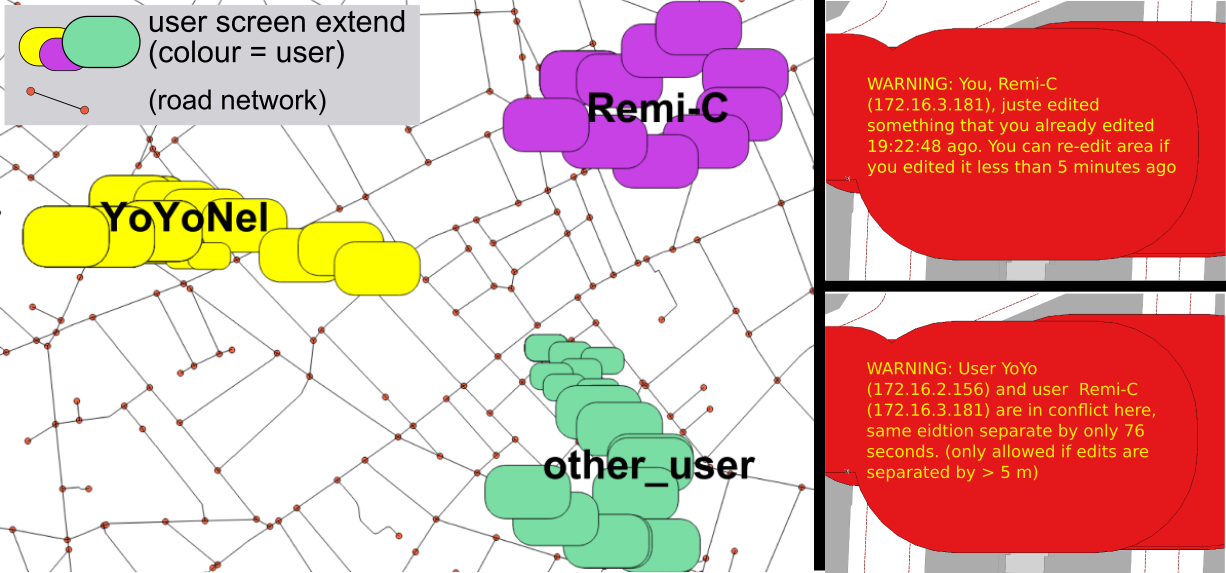 user screen extend
(colour = user)
(road network)
Remi-C
YoYoNel
other_user
WARNING: You, Remi-C
(172.16.3.181), juste edited
something that you already edited
19:22:48 ago. You can re-edit area if
you edited it less than 5 minutes ago
WARNING: User YoYo
(172.16.2.156) and user  Remi-C
(172.16.3.181) are in conflict here,
same eidtion separate by only 76
seconds. (only allowed if edits are
separated by > 5 m)